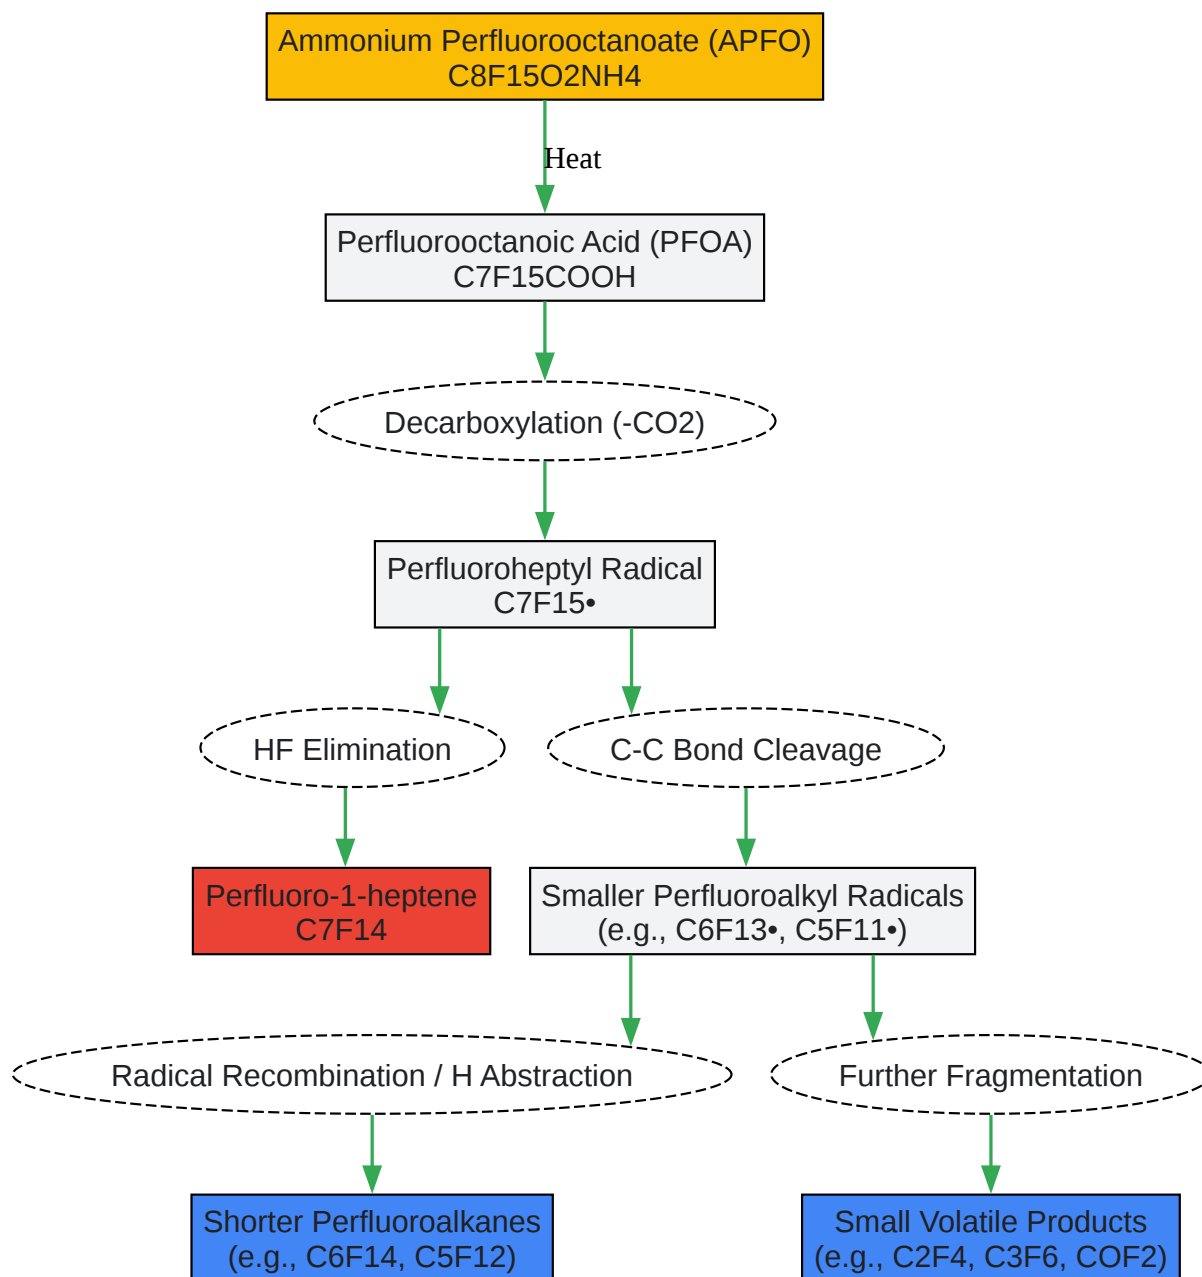 Ammonium Perfluorooctanoate (APFO)
C8F15O2NH4
Heat
Perfluorooctanoic Acid (PFOA)
C7F15COOH
Decarboxylation (-CO2)
Perfluoroheptyl Radical
C7F15•
HF Elimination
C-C Bond Cleavage
Perfluoro-1-heptene
C7F14
Smaller Perfluoroalkyl Radicals
(e.g., C6F13•, C5F11•)
Radical Recombination / H Abstraction
Further Fragmentation
Shorter Perfluoroalkanes
(e.g., C6F14, C5F12)
Small Volatile Products
(e.g., C2F4, C3F6, COF2)